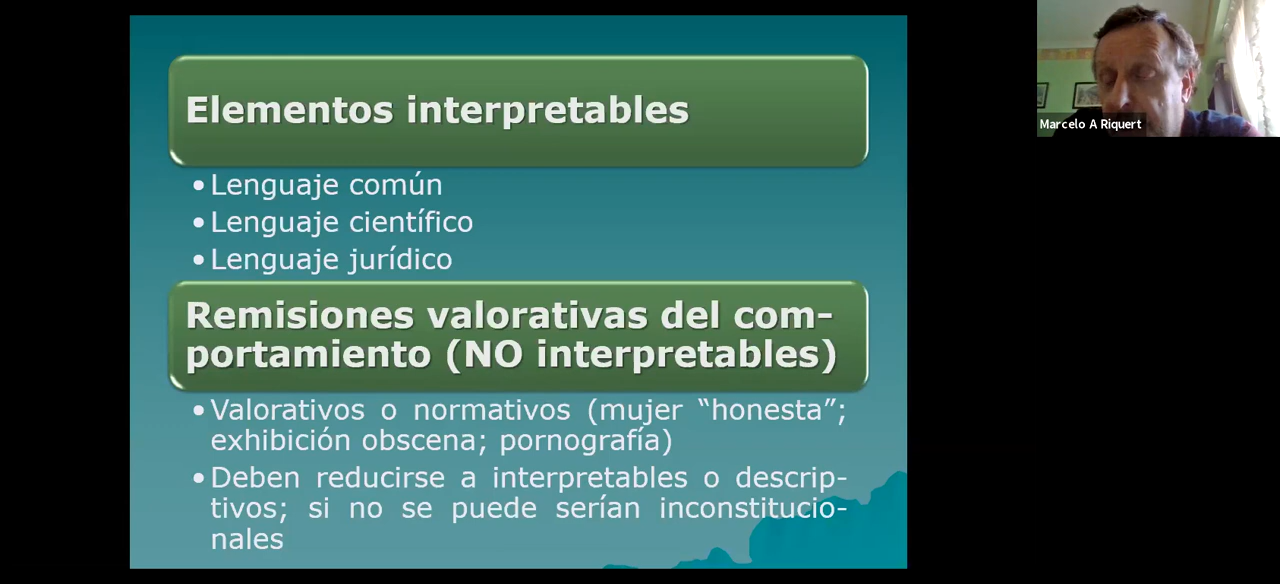 Elementos interpretables
• Lenguaje común
• Lenguaje científico
• Lenguaje jurídico
Remisiones valorativas del com-
portamiento (NO interpretables)
• Valorativos o normativos (mujer “honesta”;
exhibición obscena; pornografía)
• Deben reducirse a interpretables o descrip-
tivos; si no se puede serían inconstitucio-
nales
Marcelo A Riquert